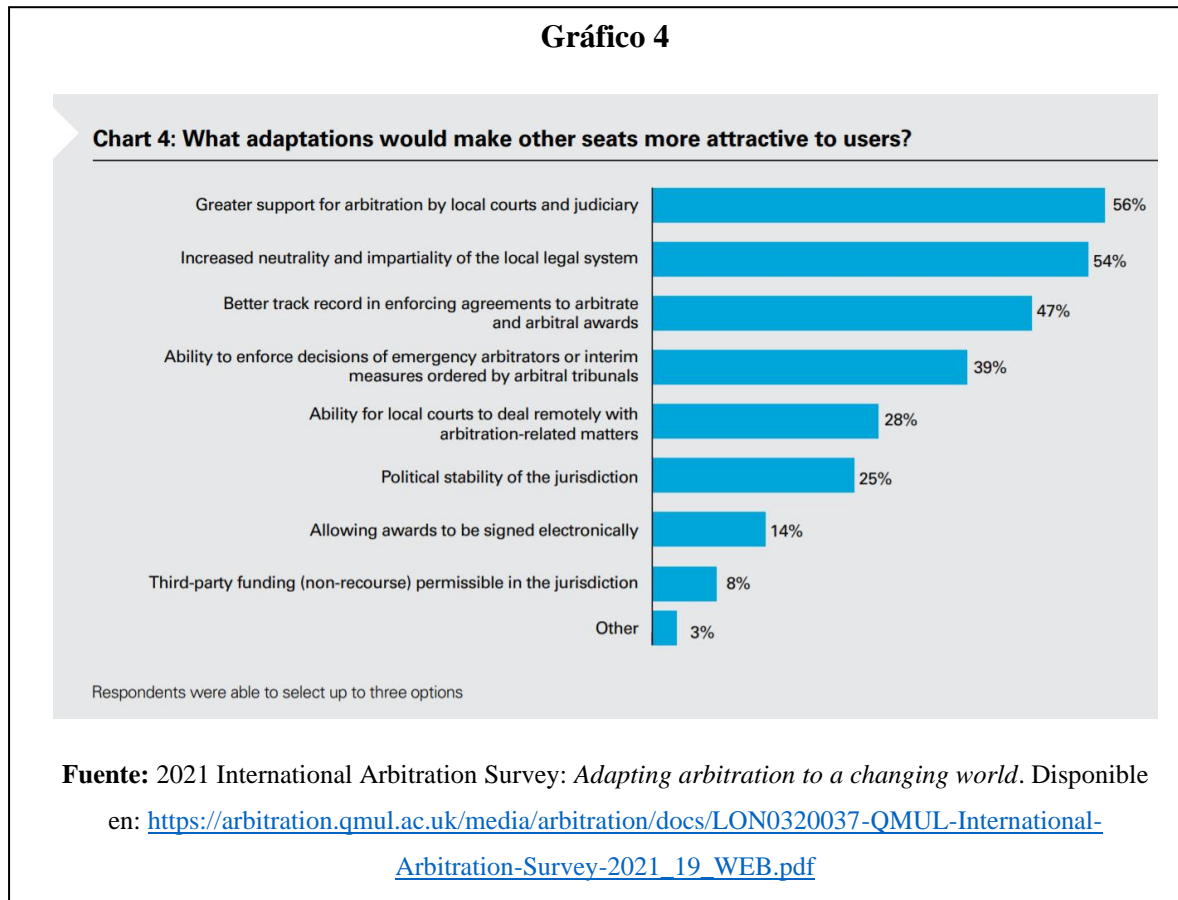 Gráfico 4
Chart 4: What adaptations would make other seats more attractive to users?
Greater support for arbitration by local courts and judiciary
56%
Increased neutrality and impartiality of the local legal system
54%
Better track record in enforcing agreements to arbitrate
and arbitral awards
47%
Ability to enforce decisions of emergency arbitrators or interim
measures ordered by arbitral tribunals
39%
Ability for local courts to deal remotely with
arbitration-related matters
28%
Political stability of the jurisdiction
25%
Allowing awards to be signed electronically
14%
Third-party funding (non-recourse) permissible in the jurisdiction
8%
Other
3%
Respondents were able to select up to three options
Fuente: 2021 International Arbitration Survey: Adapting arbitration to a changing world. Disponible
en: https://arbitration.qmul.ac.uk/media/arbitration/docs/LON0320037-QMUL-International-
Arbitration-Survey-2021_19_WEB.pdf